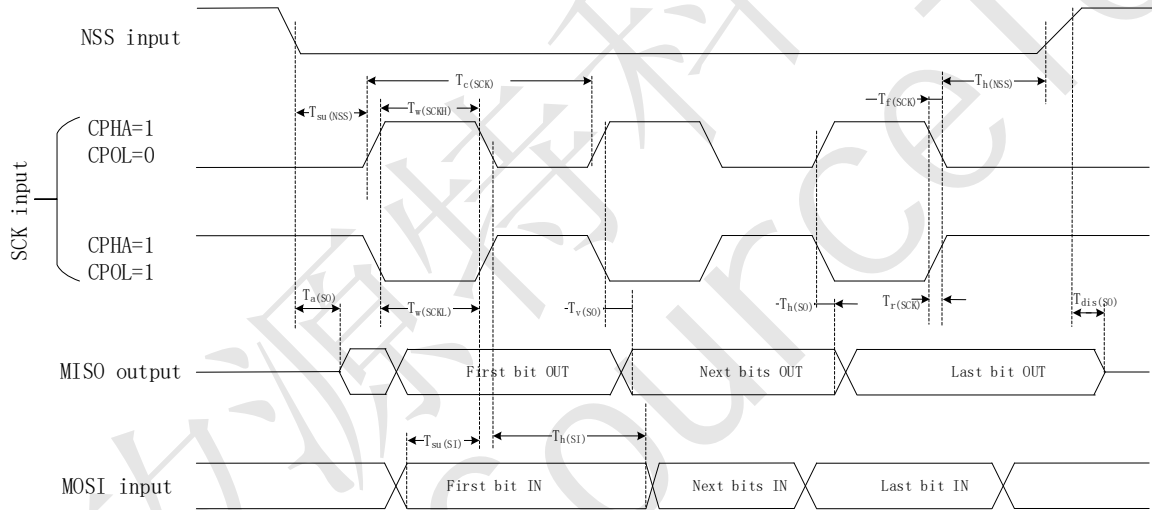 NSS input
Tc(SCK)
Tsu(NSS)
Tw(SCKH)
Tf(SCK)
Th(NSS)
SCK input
CPHA=1
CPOL=0
CPHA=1
CPOL=1
Ta(SO)
Tw(SCKL)
Tv(SO)
Th(SO)
Tr(SCK)
Tdis(SO)
MISO output
First bit OUT
Next bits OUT
Last bit OUT
Tsu(SI)
Th(SI)
MOSI input
First bit IN
Next bits IN
Last bit IN
源特科